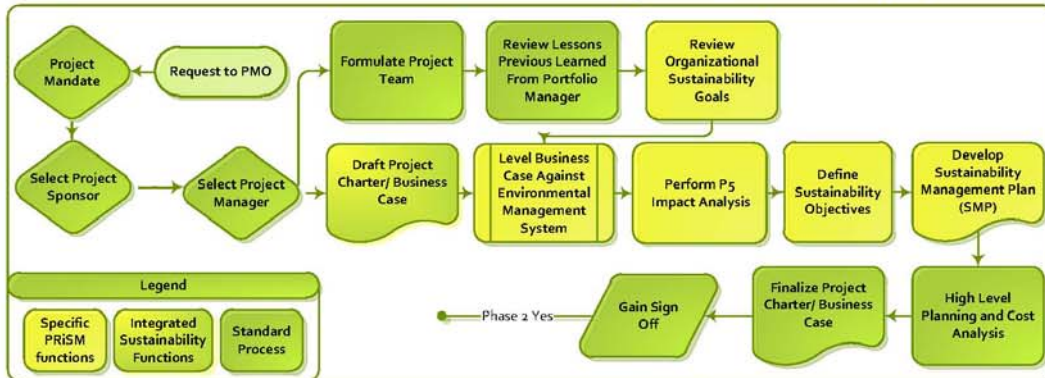 Project
Mandate
Request to PMO
Formulate Project
Team
Review Lessons
Previous Learned
From Portfolio
Manager
Review
Organizational
Sustainability
Goals
Select Project
Sponsor
Select Project
Manager
Draft Project
Charter/ Business
Case
Level Business
Case Against
Environmental
Management
System
Perform P5
Impact Analysis
Define
Sustainability
Objectives
Develop
Sustainability
Management Plan
(SMP)
High Level
Planning and Cost
Analysis
Finalize Project
Charter/ Business
Case
Gain Sign
Off
Phase 2 Yes
Legend
Specific
PRiSM
functions
Integrated
Sustainability
Functions
Standard
Process